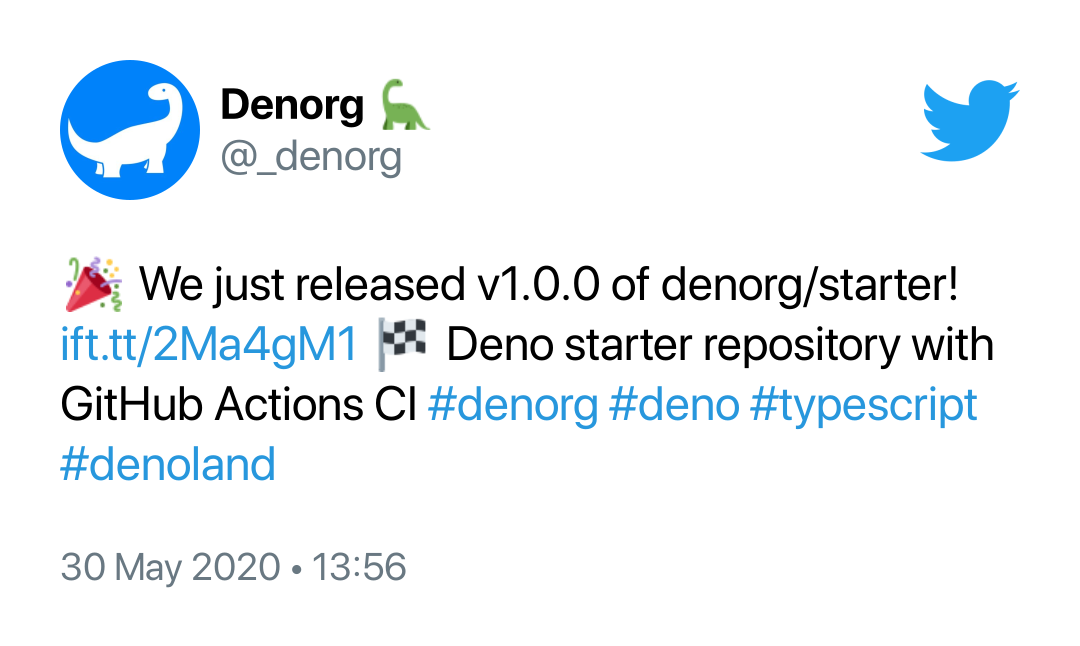 Denorg 🦕
@_denorg
🎉 We just released v1.0.0 of denorg/starter!
ift.tt/2Ma4gM1 🏁 Deno starter repository with
GitHub Actions CI #denorg #deno #typescript
#denoland
30 May 2020 • 13:56